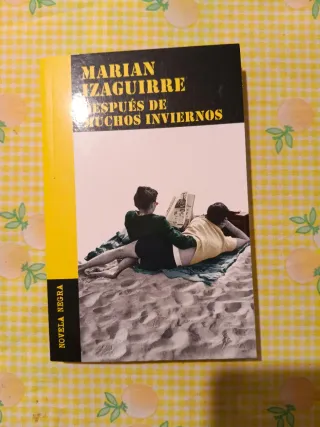 MARIAN
IZAGUIRRE
DESPUÉS DE
MUCHOS INVIERNOS
NOVELA NEGRA